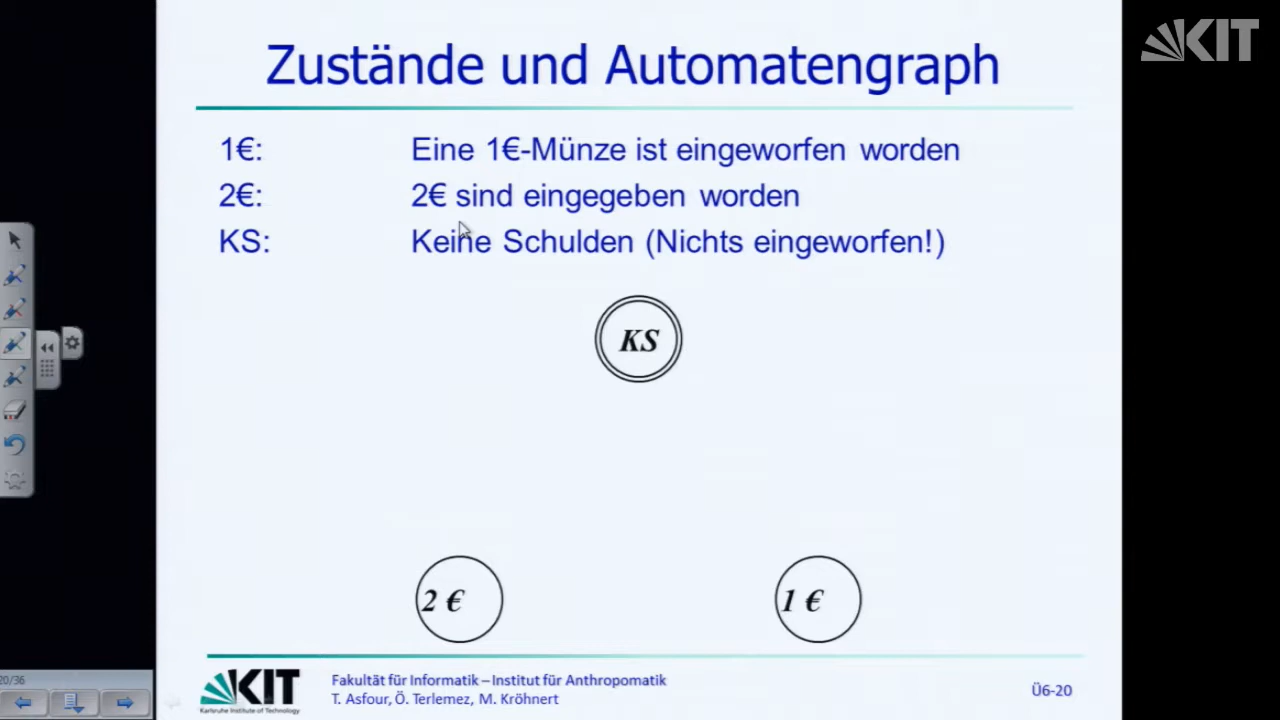 KIT
Zustände und Automatengraph
1€: Eine 1€-Münze ist eingeworfen worden
2€: 2€ sind eingegeben worden
KS: Keine Schulden (Nichts eingeworfen!)
KS
2 €
1 €
20/36
KIT
Karlsruhe Institute of Technology
Fakultät für Informatik – Institut für Anthropomatik
T. Asfour, Ö. Terlemez, M. Kröhnert
Ü6-20